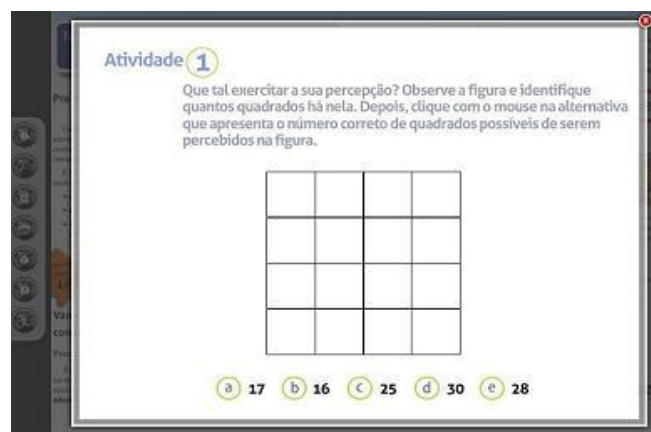 Atividade 1
Que tal exercitar a sua percepção? Observe a figura e identifique
quantos quadrados há nela. Depois, clique com o mouse na alternativa
que apresenta o número correto de quadrados possíveis de serem
percebidos na figura.
a 17 b 16 c 25 d 30 e 28